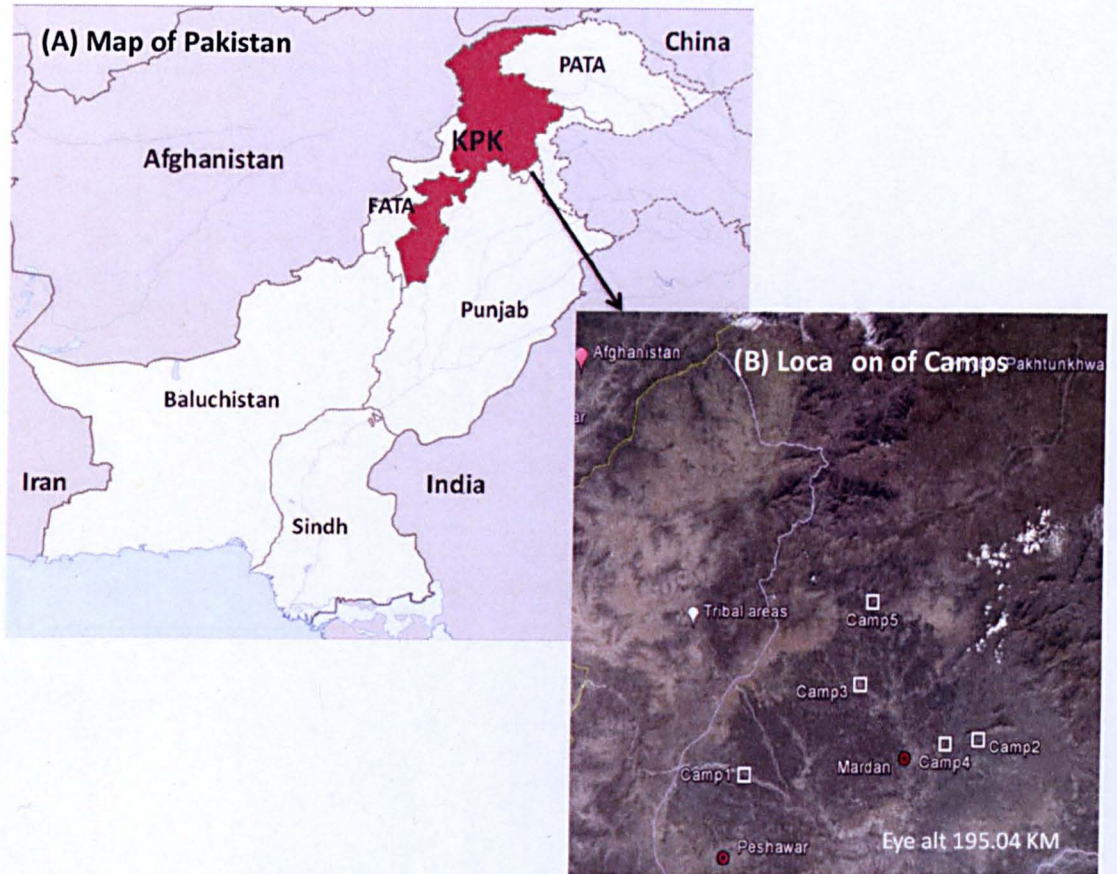 (A) Map of Pakistan
China
PATA
KPK
Afghanistan
FATA
Punjab
Baluchistan
Iran
India
Sindh
Afghanistan
(B) Loca on of Camps
Pakhtunkhwa
ar
Tribal areas
Camp5
Camp3
Camp2
Camp4
Mardan
Camp1
Eye alt 195.04 KM
Peshawar